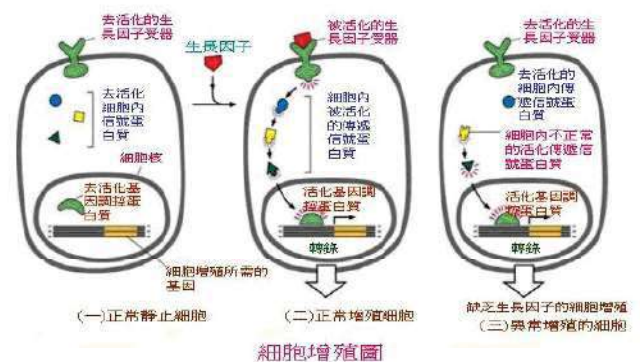 去活化的生
長因子受器
生長因子
被活化的生
長因子受器
去活化的生
長因子受器
去活化
細胞內
信號蛋
白質
細胞核
去活化基
因調控蛋
白質
細胞增殖所需的
基因
(一)正常靜止細胞
細胞內
被活化
的傳遞
信號蛋
白質
活化基因調
控蛋白質
轉錄
(二)正常增殖細胞
去活化的
細胞內傳
遞信號蛋
白質
細胞內不正常
的活化傳遞信
號蛋白質
活化基因調
控蛋白質
轉錄
缺乏生長因子的細胞增殖
(三)異常增殖的細胞
細胞增殖圖